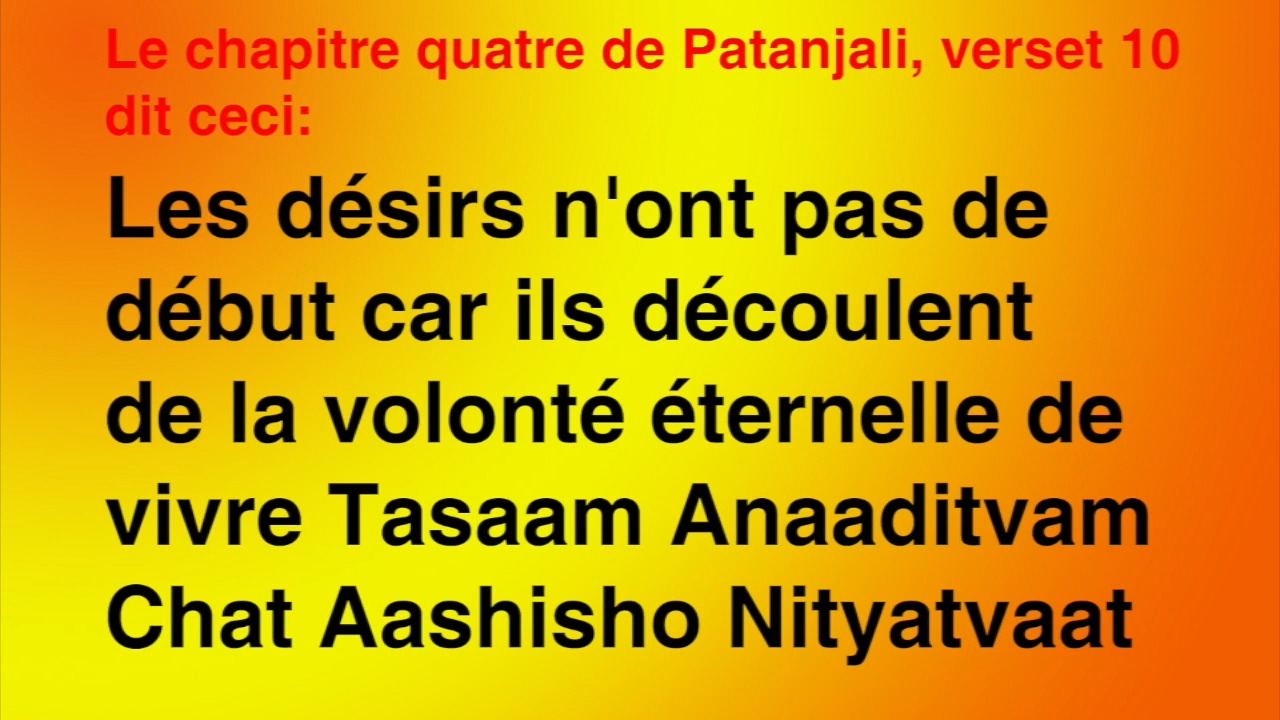 Le chapitre quatre de Patanjali, verset 10
dit ceci:
Les désirs n'ont pas de
début car ils découlent
de la volonté éternelle de
vivre Tasaam Anaaditvam
Chat Aashisho Nityatvaat